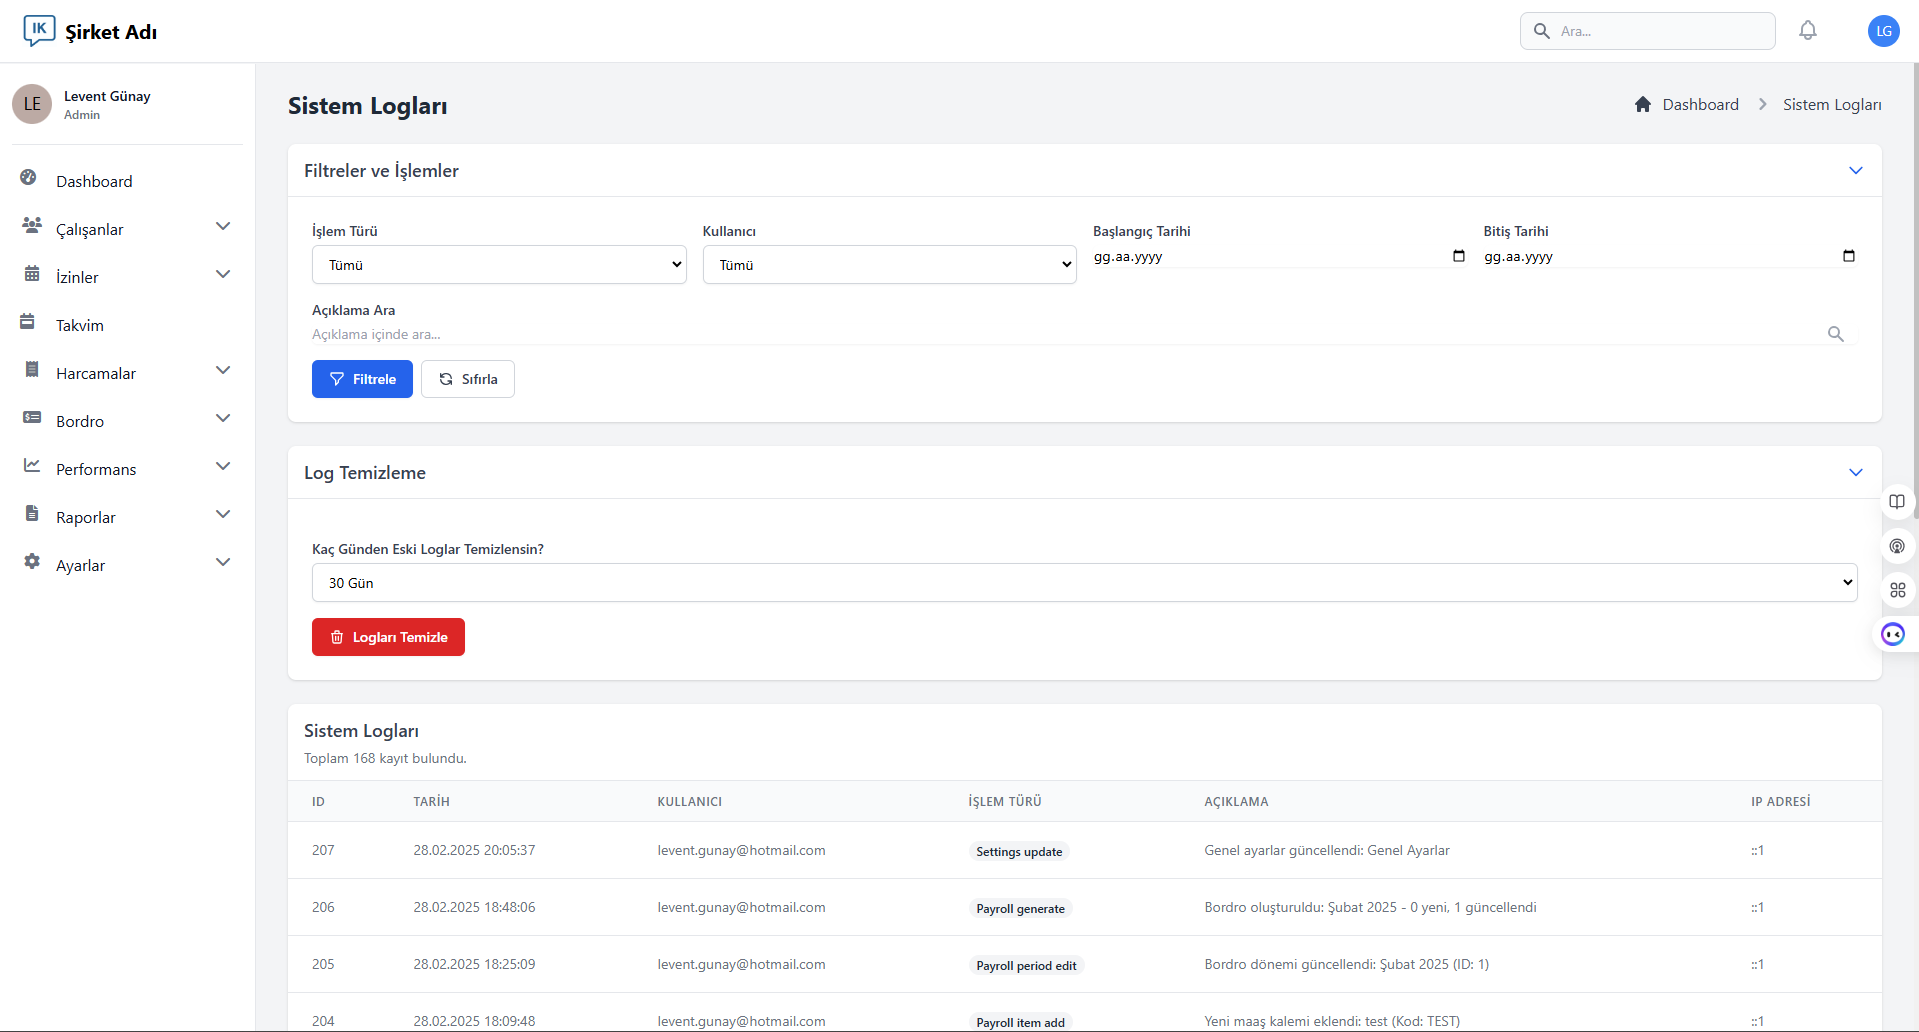 IK
Şirket Adı
Ara...
LG
LE
Levent Günay
Admin
Dashboard
Çalışanlar
İzinler
Takvim
Harcamalar
Bordro
Performans
Raporlar
Ayarlar
Sistem Logları
Dashboard
Sistem Logları
Filtreler ve İşlemler
İşlem Türü
Kullanıcı
Başlangıç Tarihi
Bitiş Tarihi
Tümü
Tümü
gg.aa.yyyy
gg.aa.yyyy
Açıklama Ara
Açıklama içinde ara...
Filtrele
Sıfırla
Log Temizleme
Kaç Günden Eski Loglar Temizlensin?
30 Gün
Logları Temizle
Sistem Logları
Toplam 168 kayıt bulundu.
ID TARİH KULLANICI İŞLEM TÜRÜ AÇIKLAMA IP ADRESİ
207 28.02.2025 20:05:37 levent.gunay@hotmail.com Settings update Genel ayarlar güncellendi: Genel Ayarlar ::1
206 28.02.2025 18:48:06 levent.gunay@hotmail.com Payroll generate Bordro oluşturuldu: Şubat 2025 - 0 yeni, 1 güncellendi ::1
205 28.02.2025 18:25:09 levent.gunay@hotmail.com Payroll period edit Bordro dönemi güncellendi: Şubat 2025 (ID: 1) ::1
204 28.02.2025 18:09:48 levent.gunay@hotmail.com Payroll item add Yeni maaş kalemi eklendi: test (Kod: TEST) ::1